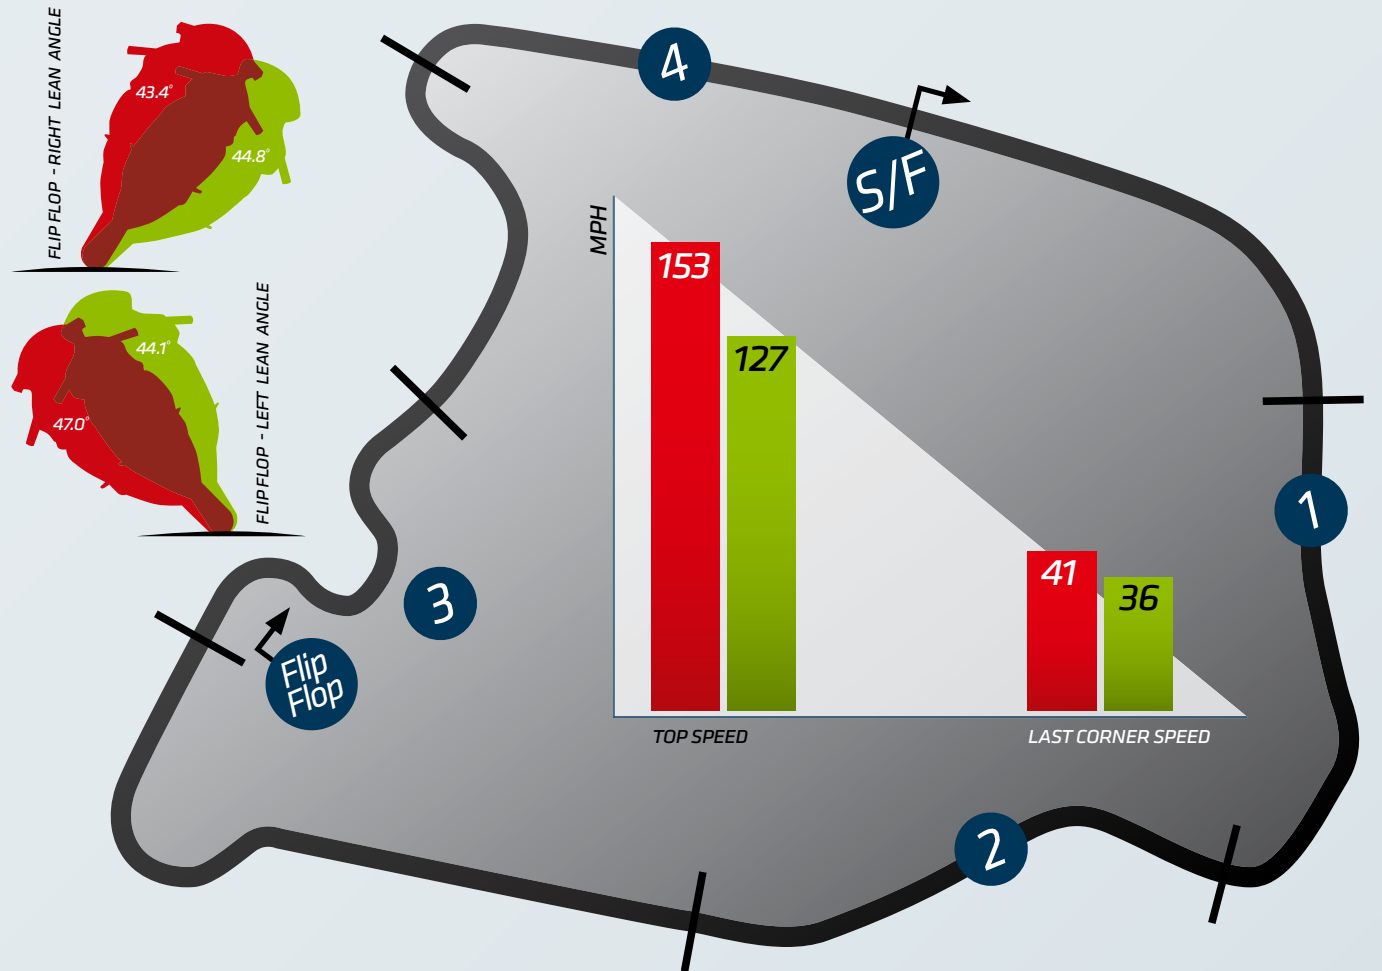 FLIP FLOP - RIGHT LEAN ANGLE
43.4°
44.8°
FLIP FLOP - LEFT LEAN ANGLE
44.1°
47.0°
4
S/F
1
2
3
Flip
Flop
MPH
153
127
41
36
TOP SPEED
LAST CORNER SPEED